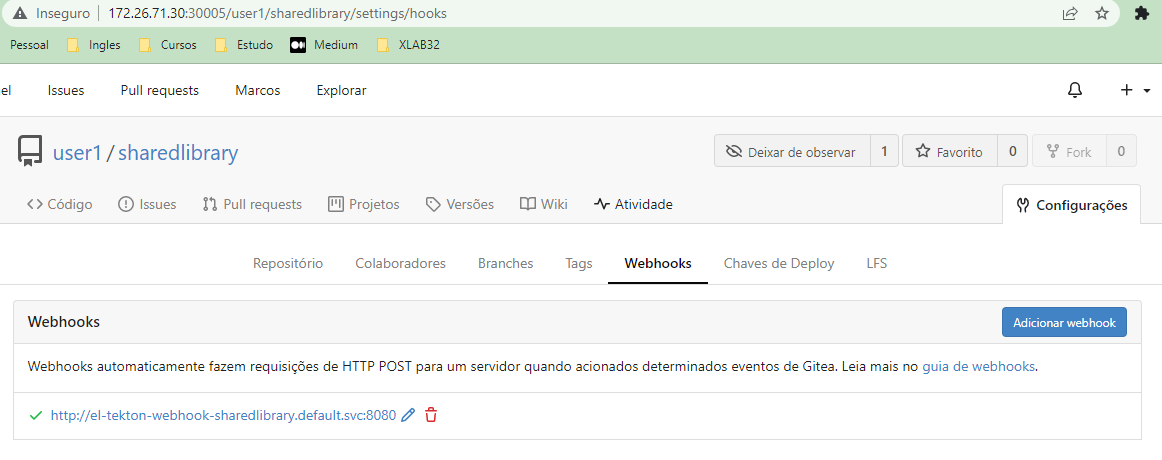 Inseguro 172.26.71.30:30005/user1/sharedlibrary/settings/hooks
Pessoal Ingles Cursos Estudo Medium XLAB32
el Issues Pull requests Marcos Explorar
user1 / sharedlibrary Deixar de observar 1 Favorito 0 Fork 0
Código Issues Pull requests Projetos Versões Wiki Atividade Configurações
Repositório Colaboradores Branches Tags Webhooks Chaves de Deploy LFS
Webhooks Adicionar webhook
Webhooks automaticamente fazem requisições de HTTP POST para um servidor quando acionados determinados eventos de Gitea. Leia mais no guia de webhooks.
http://el-tekton-webhook-sharedlibrary.default.svc:8080